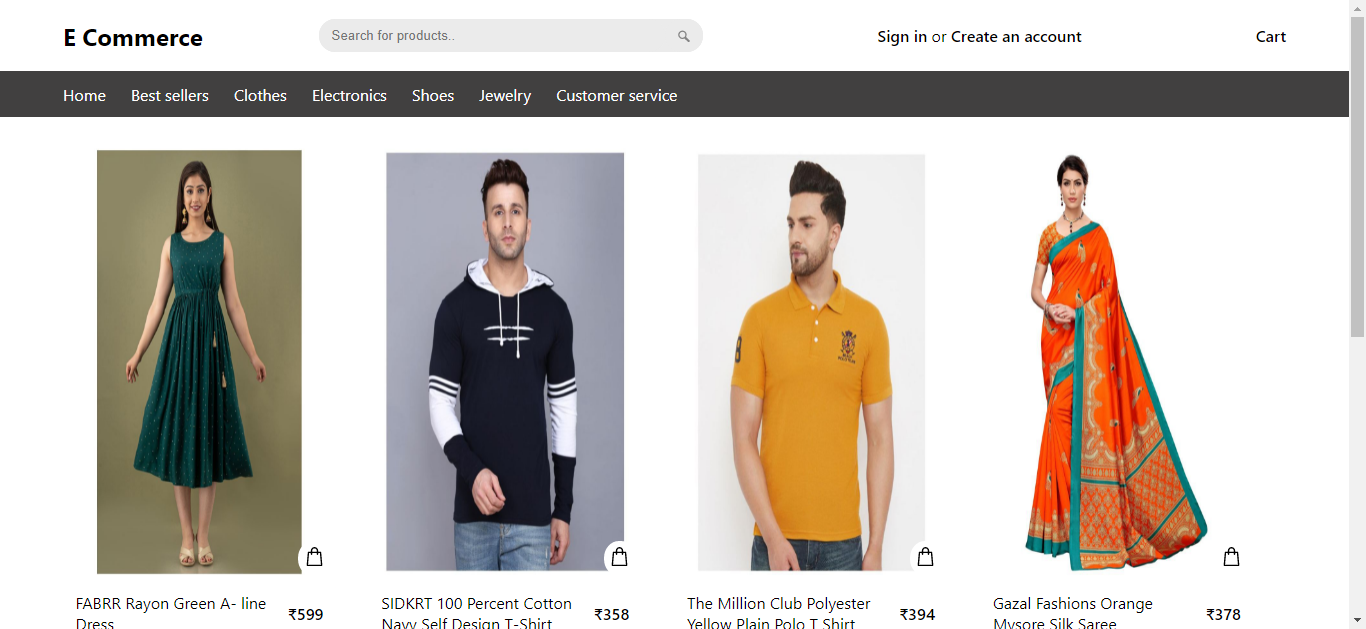 E Commerce
Search for products..
Sign in or Create an account
Cart
Home Best sellers Clothes Electronics Shoes Jewelry Customer service
8
FABRR Rayon Green A- line
Dress
₹599
SIDKRT 100 Percent Cotton
Navy Self Design T-Shirt
₹358
The Million Club Polyester
Yellow Plain Polo T Shirt
₹394
Gazal Fashions Orange
Mysore Silk Saree
₹378